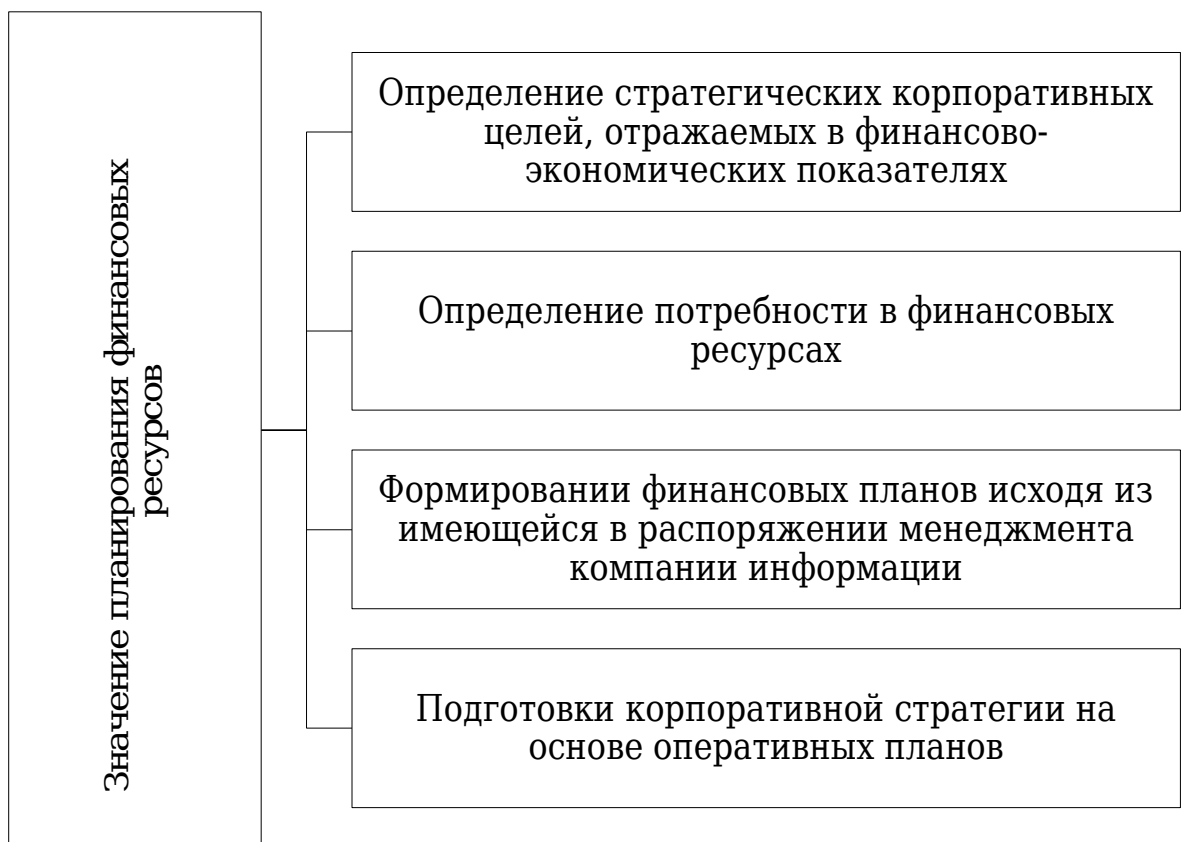 Значение планирования финансовых
ресурсов
Определение стратегических корпоративных
целей, отражаемых в финансово-
экономических показателях
Определение потребности в финансовых
ресурсах
Формировании финансовых планов исходя из
имеющейся в распоряжении менеджмента
компании информации
Подготовки корпоративной стратегии на
основе оперативных планов